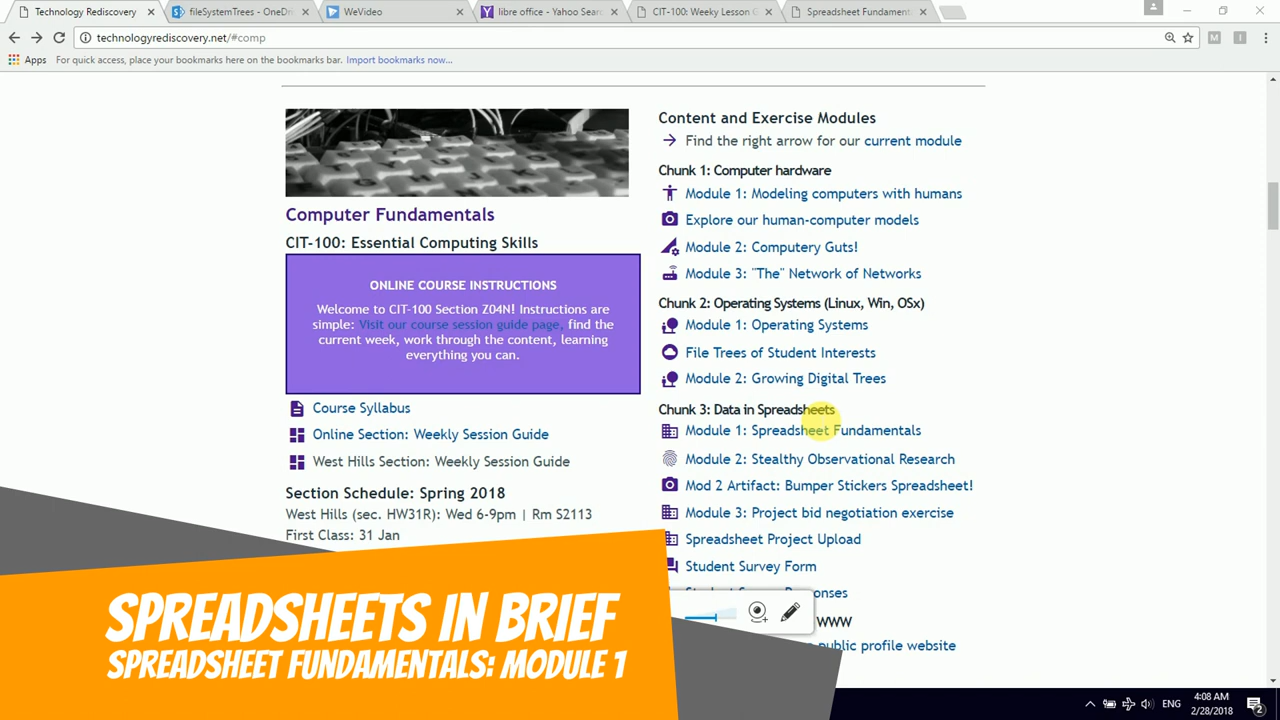 Technology Rediscovery
fileSystemTrees - OneDri
WeVideo
libre office - Yahoo Sear
CIT-100: Weeky Lesson G
Spreadsheet Fundament
technologyrediscovery.net/#comp
Apps
For quick access, place your bookmarks here on the bookmarks bar. Import bookmarks now...
Computer Fundamentals
CIT-100: Essential Computing Skills
ONLINE COURSE INSTRUCTIONS
Welcome to CIT-100 Section Z04N! Instructions are
simple: Visit our course session guide page, find the
current week, work through the content, learning
everything you can.
Course Syllabus
Online Section: Weekly Session Guide
West Hills Section: Weekly Session Guide
Section Schedule: Spring 2018
West Hills (sec. HW31R): Wed 6-9pm | Rm S2113
First Class: 31 Jan
Content and Exercise Modules
Find the right arrow for our current module
Chunk 1: Computer hardware
Module 1: Modeling computers with humans
Explore our human-computer models
Module 2: Computery Guts!
Module 3: "The" Network of Networks
Chunk 2: Operating Systems (Linux, Win, OSx)
Module 1: Operating Systems
File Trees of Student Interests
Module 2: Growing Digital Trees
Chunk 3: Data in Spreadsheets
Module 1: Spreadsheet Fundamentals
Module 2: Stealthy Observational Research
Mod 2 Artifact: Bumper Stickers Spreadsheet!
Module 3: Project bid negotiation exercise
Spreadsheet Project Upload
Student Survey Form
WWW
public profile website
SPREADSHEETS IN BRIEF
SPREADSHEET FUNDAMENTALS: MODULE 1
ENG
4:08 AM
2/28/2018
2